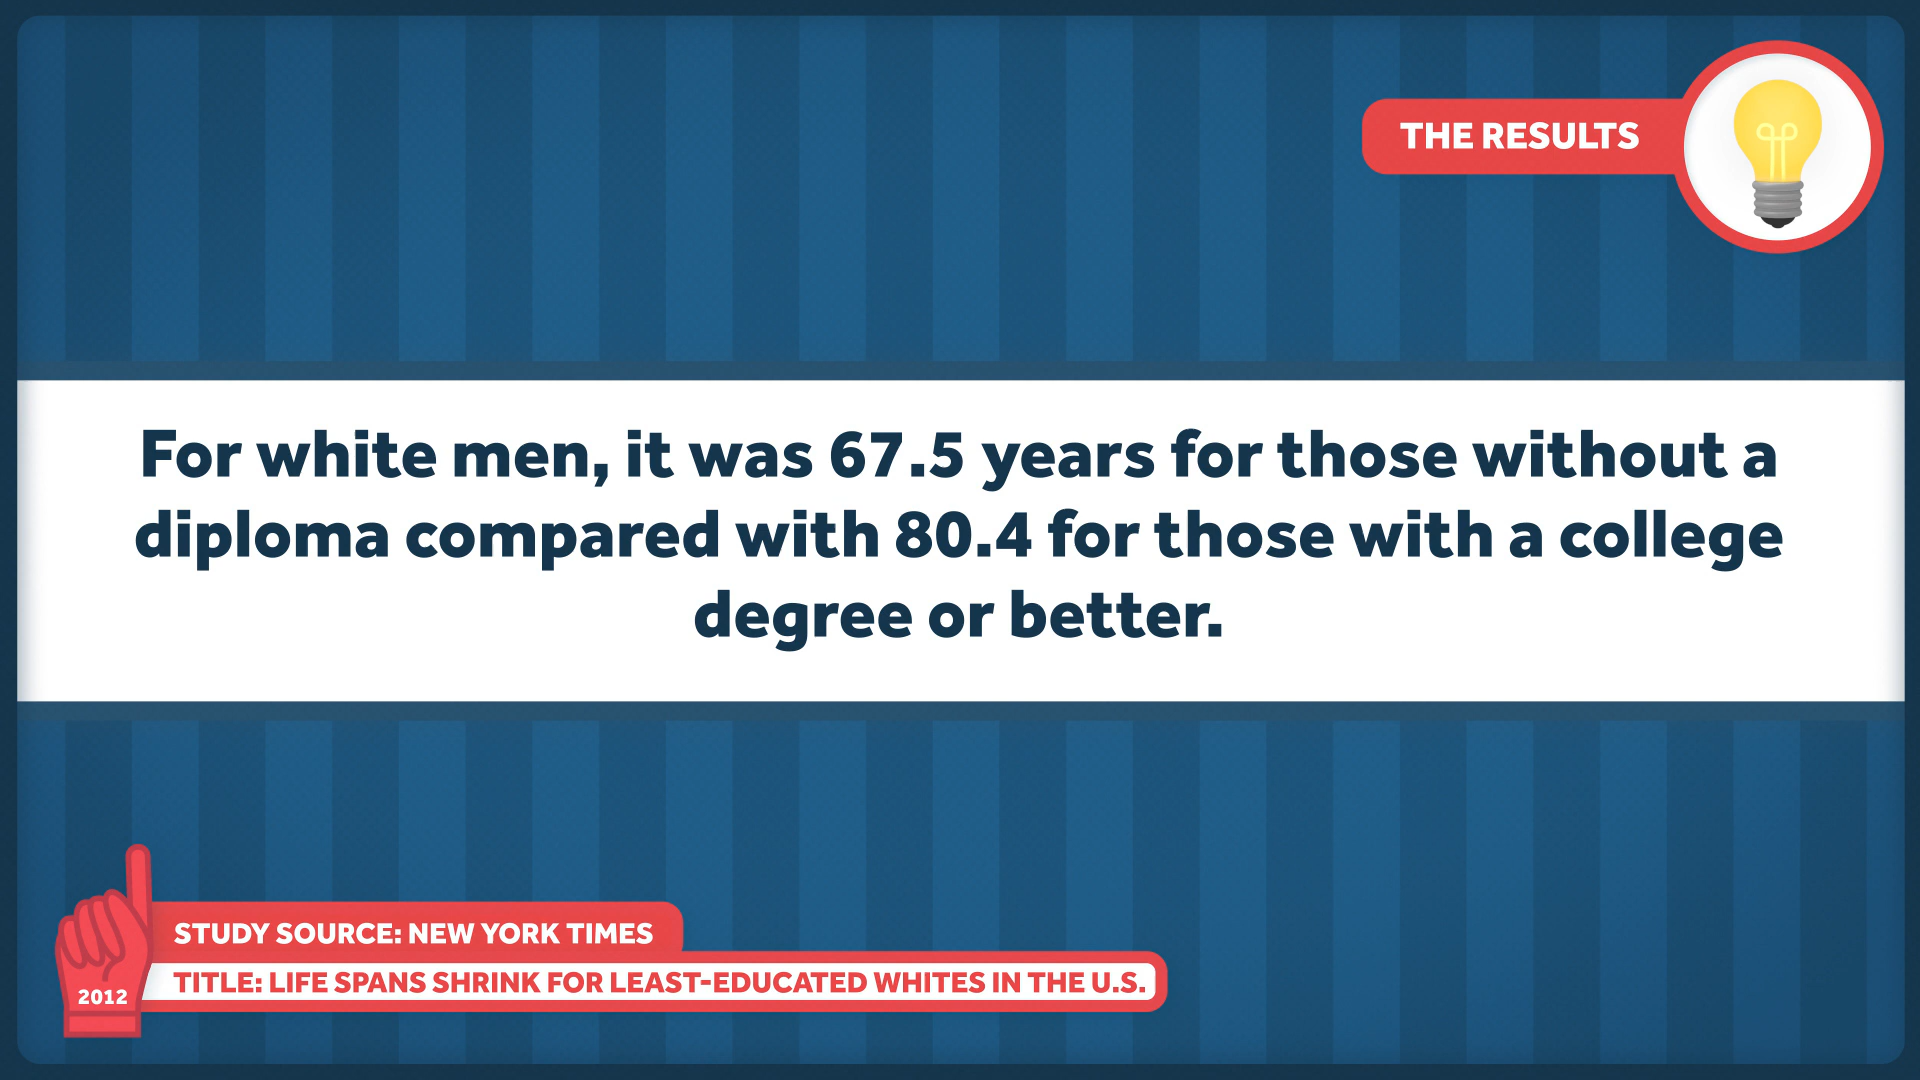 THE RESULTS
For white men, it was 67.5 years for those without a
diploma compared with 80.4 for those with a college
degree or better.
STUDY SOURCE: NEW YORK TIMES
TITLE: LIFE SPANS SHRINK FOR LEAST-EDUCATED WHITES IN THE U.S.
2012